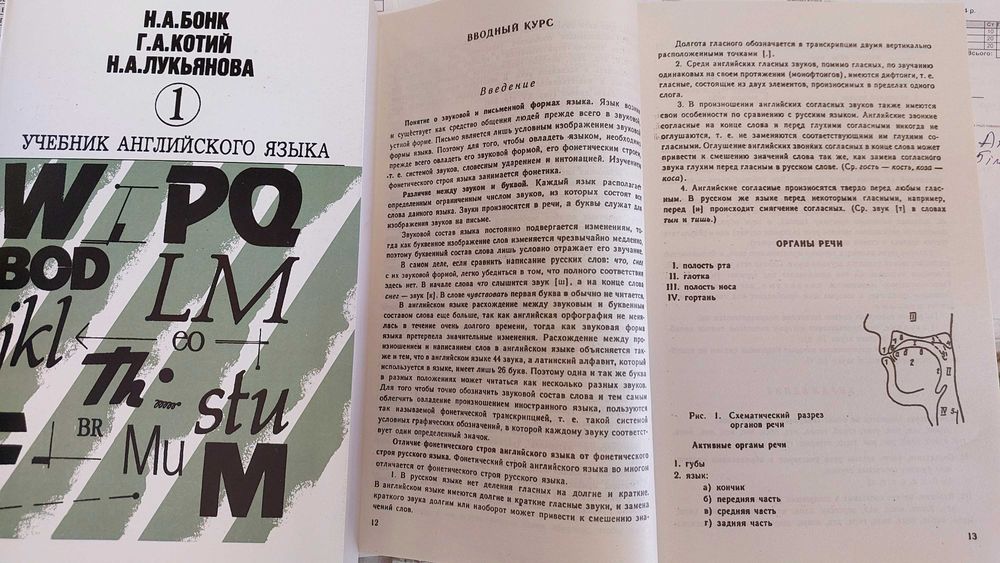 Н.А.БОНК
Г.А.КОТИЙ
Н.А.ЛУКЬЯНОВА
1
УЧЕБНИК АНГЛИЙСКОГО ЯЗЫКА
W I PQ
BOD
LM
jkl
eo
Th
stu
BR
Mu
M
ВВОДНЫЙ КУРС
Введение
Понятие о звуковой и письменной формах языка. Язык возник
и существует как средство общения людей прежде всего в звуковой,
устной форме. Письмо является лишь условным изображением звуковой
формы языка. Поэтому для того, чтобы овладеть языком, необходимо
прежде всего овладеть его звуковой формой, его фонетическим строем,
т. е. системой звуков, словесным ударением и интонацией. Изучением
фонетического строя языка занимается фонетика.
Различие между звуком и буквой. Каждый язык располагает
определенным ограниченным числом звуков, из которых состоят все
слова данного языка. Звуки произносятся в речи, а буквы служат для
изображения звуков на письме.
Звуковой состав языка постоянно подвергается изменениям, то-
гда как буквенное изображение слов изменяется чрезвычайно медленно,
поэтому буквенный состав слова лишь условно отражает его звучание.
В самом деле, если сравнить написание русских слов: что, снег
с их звуковой формой, легко убедиться в том, что полного соответствия
здесь нет. В начале слова что слышится звук [ш], а на конце слова
снег — звук [к]. В слове чувствовать первая буква в обычно не читается.
В английском языке расхождение между звуковым и буквенным
составом слова еще больше, так как английская орфография не меня-
лась в течение очень долгого времени, тогда как звуковая форма
языка претерпела значительные изменения. Расхождение между про-
изношением и написанием слов в английском языке объясняется так-
же и тем, что в английском языке 44 звука, а латинский алфавит, который
используется в языке, имеет лишь 26 букв. Поэтому одна и та же буква
в разных положениях может читаться как несколько разных звуков.
Для того чтобы точно обозначить звуковой состав слова и тем самым
облегчить овладение произношением иностранного языка, пользуются
так называемой фонетической транскрипцией, т. е. такой системой
условных графических обозначений, в которой каждому звуку соответст-
вует один определенный значок.
Отличие фонетического строя английского языка от фонетического
строя русского языка. Фонетический строй английского языка во многом
отличается от фонетического строя русского языка.
1. В русском языке нет деления гласных на долгие и краткие.
В английском языке имеются долгие и краткие гласные звуки, и замена
краткого звука долгим или наоборот может привести к смешению зна-
чений слов.
12
Долгота гласного обозначается в транскрипции двумя вертикально
расположенными точками [:].
2. Среди английских гласных звуков, помимо гласных, по звучанию
одинаковых на своем протяжении (монофтонгов), имеются дифтонги, т. е.
гласные, состоящие из двух элементов, произносимых в пределах одного
слога.
3. В произношении английских согласных звуков также имеются
свои особенности по сравнению с русским языком. Английские звонкие
согласные на конце слова и перед глухими согласными никогда не
оглушаются, т. е. не заменяются соответствующими им глухими со-
гласными. Оглушение английских звонких согласных в конце слова может
привести к смешению значения слов так же, как замена согласного
звука глухим перед гласным в русском слове. (Ср. гость — кость, коза —
коса).
4. Английские согласные произносятся твердо перед любым глас-
ным. В русском же языке перед некоторыми гласными, например,
перед [и] происходит смягчение согласных. (Ср. звук [т] в словах
тын и тишь.)
ОРГАНЫ РЕЧИ
I. полость рта
II. глотка
III. полость носа
IV. гортань
Рис. 1. Схематический разрез
органов речи
Активные органы речи
1. губы
2. язык:
а) кончик
б) передняя часть
в) средняя часть
г) задняя часть
13